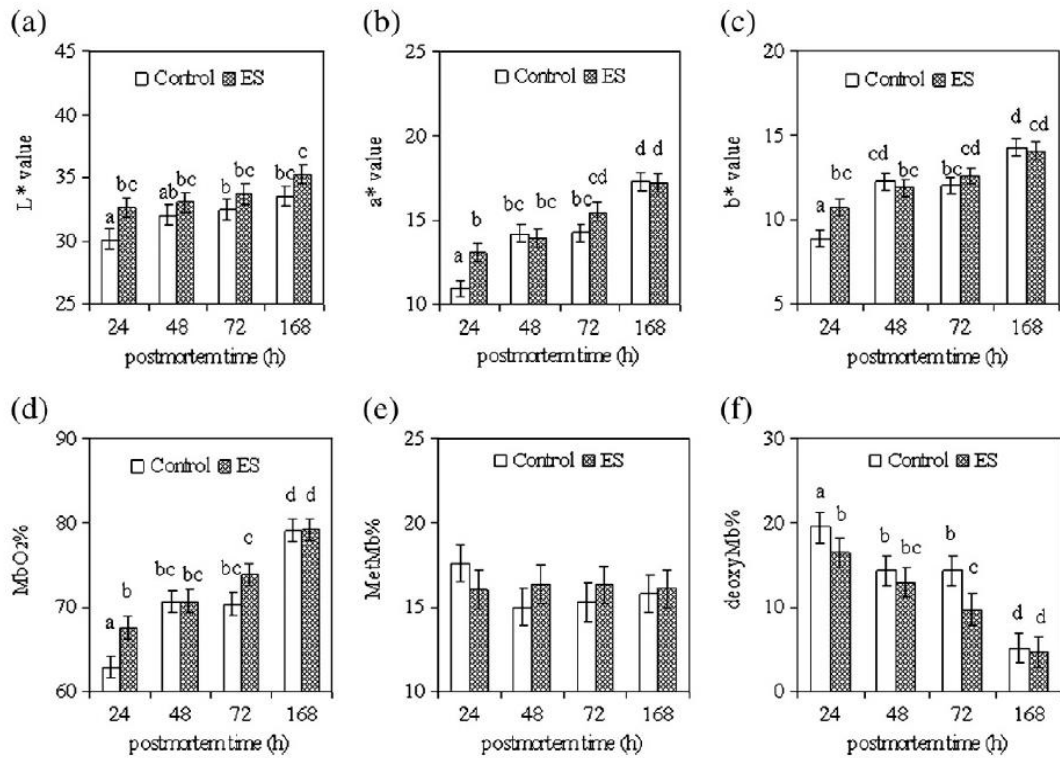 (a)
45
40
35
30
25
L* value
Control ES
a bc ab bc b bc bc c
24 48 72 168
postmortem time (h)
(b)
25
20
15
10
a* value
Control ES
a b bc bc bc cd d d
24 48 72 168
postmortem time (h)
(c)
20
15
10
5
b* value
Control ES
a bc cd bc bc cd d cd
24 48 72 168
postmortem time (h)
(d)
90
80
70
60
MbO2%
Control ES
a b bc bc bc c d d
24 48 72 168
postmortem time (h)
(e)
25
20
15
10
MetMb%
Control ES
24 48 72 168
postmortem time (h)
(f)
30
20
10
0
deoxyMb%
Control ES
a b b bc b c d d
24 48 72 168
postmortem time (h)